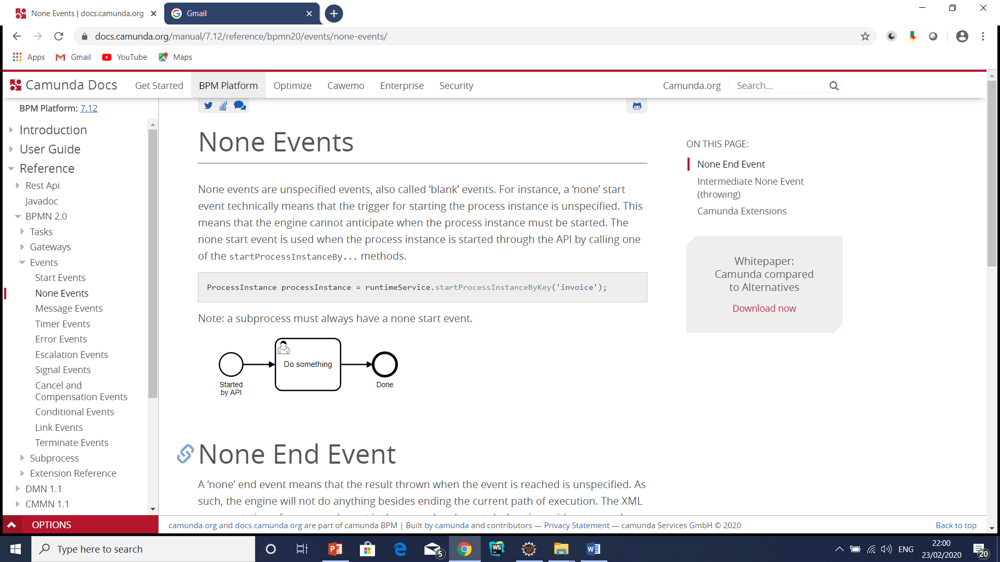 None Events | docs.camunda.org
Gmail
docs.camunda.org/manual/7.12/reference/bpmn20/events/none-events/
Apps
Gmail
YouTube
Maps
Camunda Docs
Get Started
BPM Platform
Optimize
Cawemo
Enterprise
Security
Camunda.org
Search...
BPM Platform: 7.12
Introduction
User Guide
Reference
Rest Api
Javadoc
BPMN 2.0
Tasks
Gateways
Events
Start Events
None Events
Message Events
Timer Events
Error Events
Escalation Events
Signal Events
Cancel and
Compensation Events
Conditional Events
Link Events
Terminate Events
Subprocess
Extension Reference
DMN 1.1
CMMN 1.1
OPTIONS
None Events
None events are unspecified events, also called ‘blank’ events. For instance, a ‘none’ start
event technically means that the trigger for starting the process instance is unspecified. This
means that the engine cannot anticipate when the process instance must be started. The
none start event is used when the process instance is started through the API by calling one
of the startProcessInstanceBy... methods.
ProcessInstance processInstance = runtimeService.startProcessInstanceByKey('invoice');
Note: a subprocess must always have a none start event.
Started
by API
Do something
Done
None End Event
A ‘none’ end event means that the result thrown when the event is reached is unspecified. As
such, the engine will not do anything besides ending the current path of execution. The XML
ON THIS PAGE:
None End Event
Intermediate None Event
(throwing)
Camunda Extensions
Whitepaper:
Camunda compared
to Alternatives
Download now
camunda.org and docs.camunda.org are part of camunda BPM | Built by camunda and contributors — Privacy Statement — camunda Services GmbH © 2020
Back to top
Type here to search
5
WS
ENG
22:00
23/02/2020
20